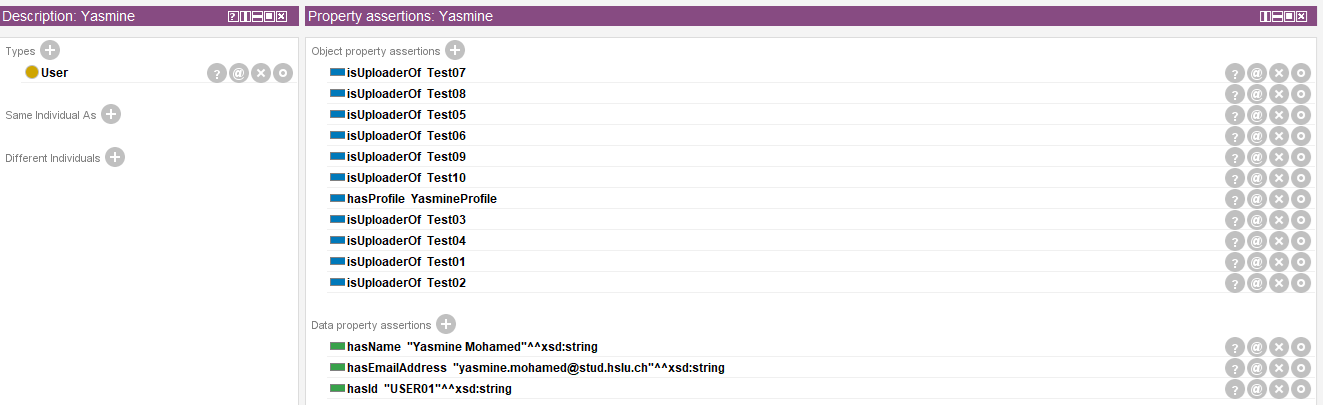 Description: Yasmine
Types
User
Same Individual As
Different Individuals
Property assertions: Yasmine
Object property assertions
isUploaderOf Test07
isUploaderOf Test08
isUploaderOf Test05
isUploaderOf Test06
isUploaderOf Test09
isUploaderOf Test10
hasProfile YasmineProfile
isUploaderOf Test03
isUploaderOf Test04
isUploaderOf Test01
isUploaderOf Test02
Data property assertions
hasName "Yasmine Mohamed"^^xsd:string
hasEmailAddress "yasmine.mohamed@stud.hslu.ch"^^xsd:string
hasId "USER01"^^xsd:string